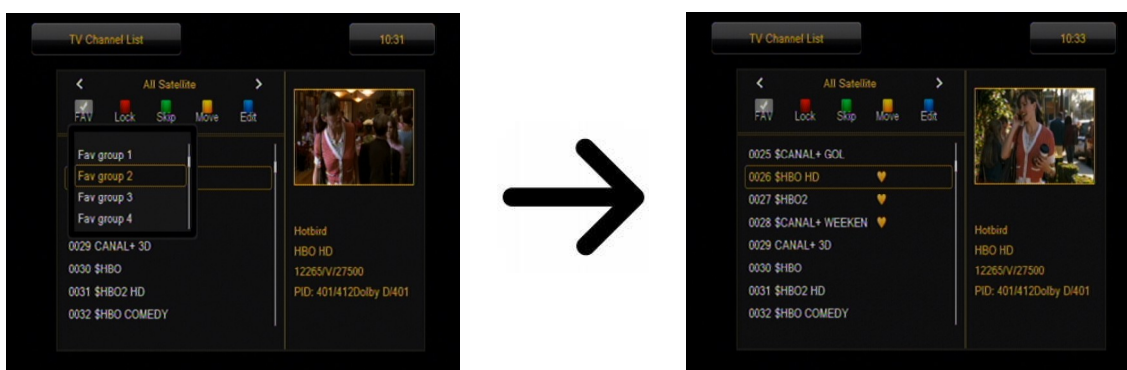 TV Channel List
10:31
All Satellite
FAV Lock Skip Move Edit
Fav group 1
Fav group 2
Fav group 3
Fav group 4
0029 CANAL+ 3D
0030 $HBO
0031 $HBO2 HD
0032 $HBO COMEDY
Hotbird
HBO HD
12265/V/27500
PID: 401/412Dolby D/401
TV Channel List
10:33
All Satellite
FAV Lock Skip Move Edit
0025 $CANAL+ GOL
0026 $HBO HD
0027 $HBO2
0028 $CANAL+ WEEKEN
0029 CANAL+ 3D
0030 $HBO
0031 $HBO2 HD
0032 $HBO COMEDY
Hotbird
HBO HD
12265/V/27500
PID: 401/412Dolby D/401